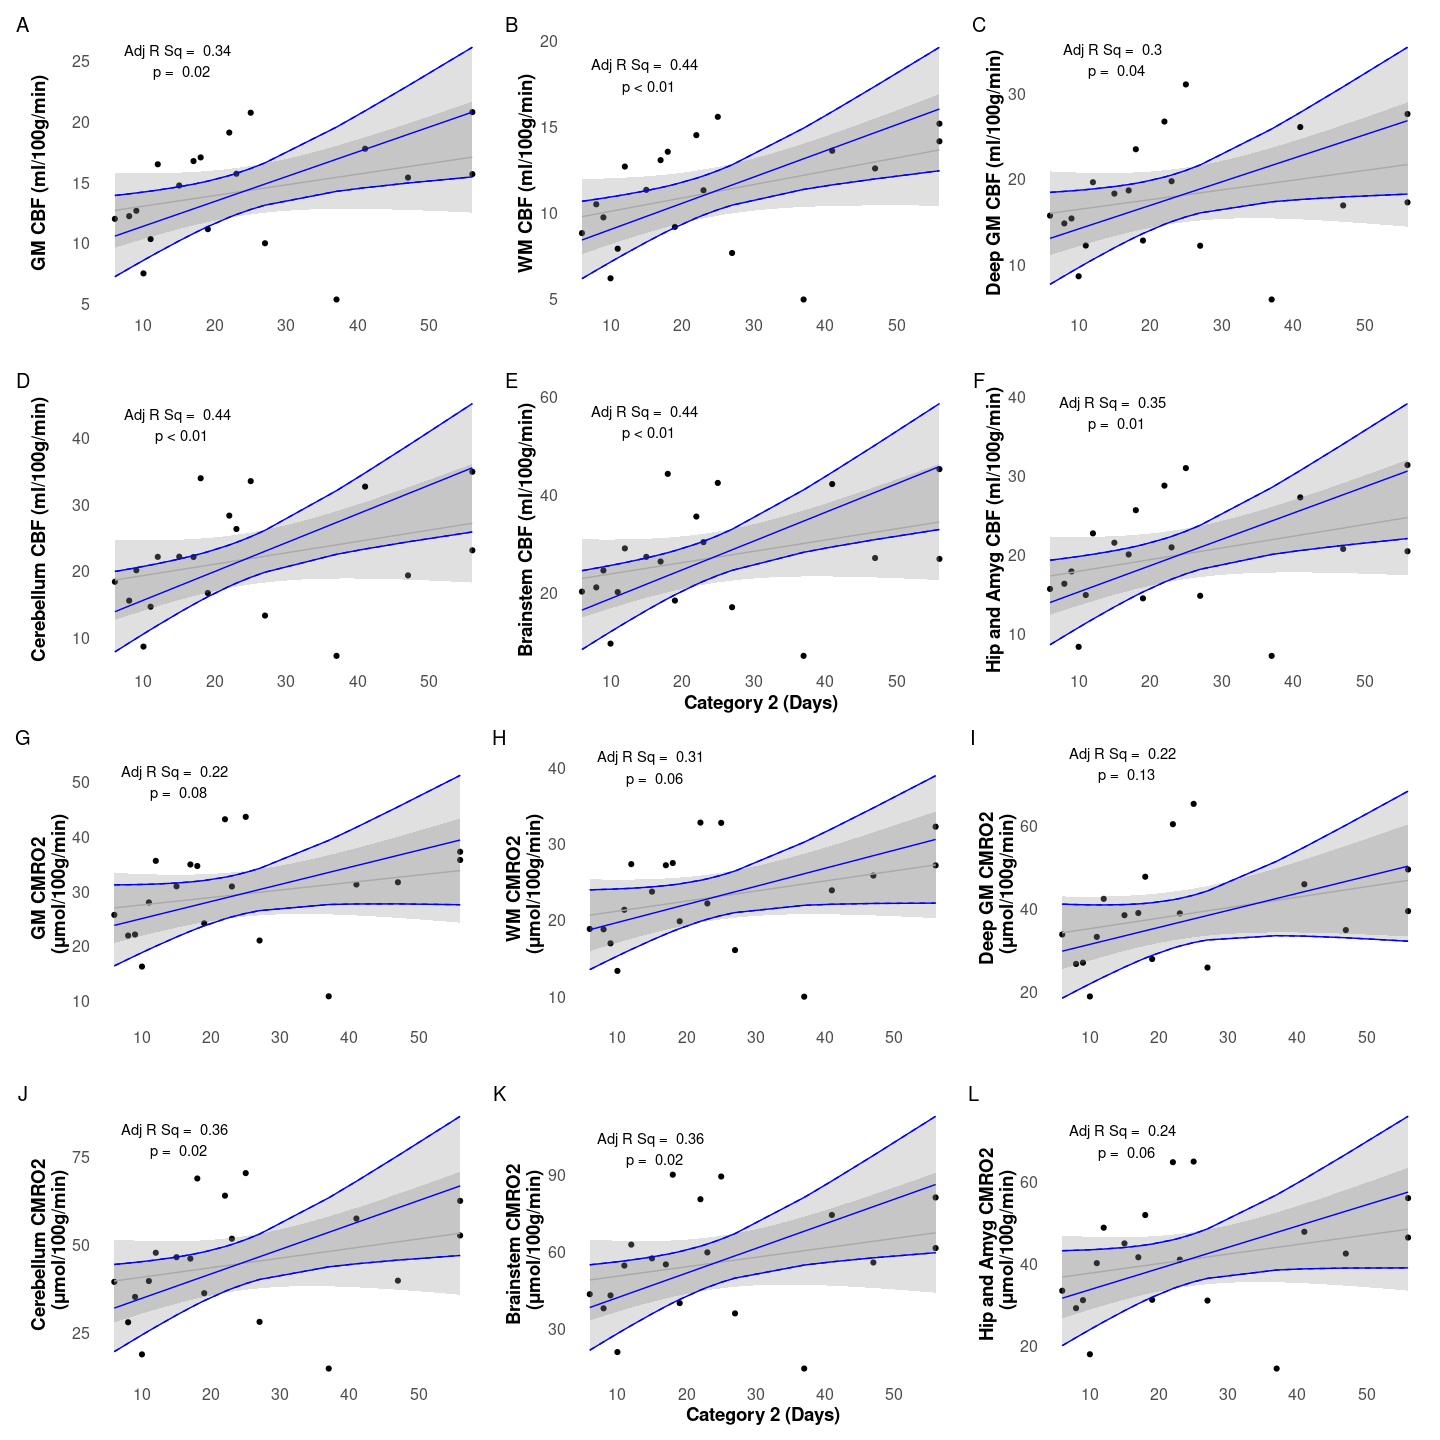 A
Adj R Sq = 0.34
p = 0.02
GM CBF (ml/100g/min)
25
20
15
10
5
10 20 30 40 50
B
Adj R Sq = 0.44
p < 0.01
WM CBF (ml/100g/min)
20
15
10
5
10 20 30 40 50
C
Adj R Sq = 0.3
p = 0.04
Deep GM CBF (ml/100g/min)
30
20
10
10 20 30 40 50
D
Adj R Sq = 0.44
p < 0.01
Cerebellum CBF (ml/100g/min)
40
30
20
10
10 20 30 40 50
E
Adj R Sq = 0.44
p < 0.01
Brainstem CBF (ml/100g/min)
60
40
20
10 20 30 40 50
Category 2 (Days)
F
Adj R Sq = 0.35
p = 0.01
Hip and Amyg CBF (ml/100g/min)
40
30
20
10
10 20 30 40 50
G
Adj R Sq = 0.22
p = 0.08
GM CMRO2
(µmol/100g/min)
50
40
30
20
10
10 20 30 40 50
H
Adj R Sq = 0.31
p = 0.06
WM CMRO2
(µmol/100g/min)
40
30
20
10
10 20 30 40 50
I
Adj R Sq = 0.22
p = 0.13
Deep GM CMRO2
(µmol/100g/min)
60
40
20
10 20 30 40 50
J
Adj R Sq = 0.36
p = 0.02
Cerebellum CMRO2
(µmol/100g/min)
75
50
25
10 20 30 40 50
K
Adj R Sq = 0.36
p = 0.02
Brainstem CMRO2
(µmol/100g/min)
90
60
30
10 20 30 40 50
Category 2 (Days)
L
Adj R Sq = 0.24
p = 0.06
Hip and Amyg CMRO2
(µmol/100g/min)
60
40
20
10 20 30 40 50